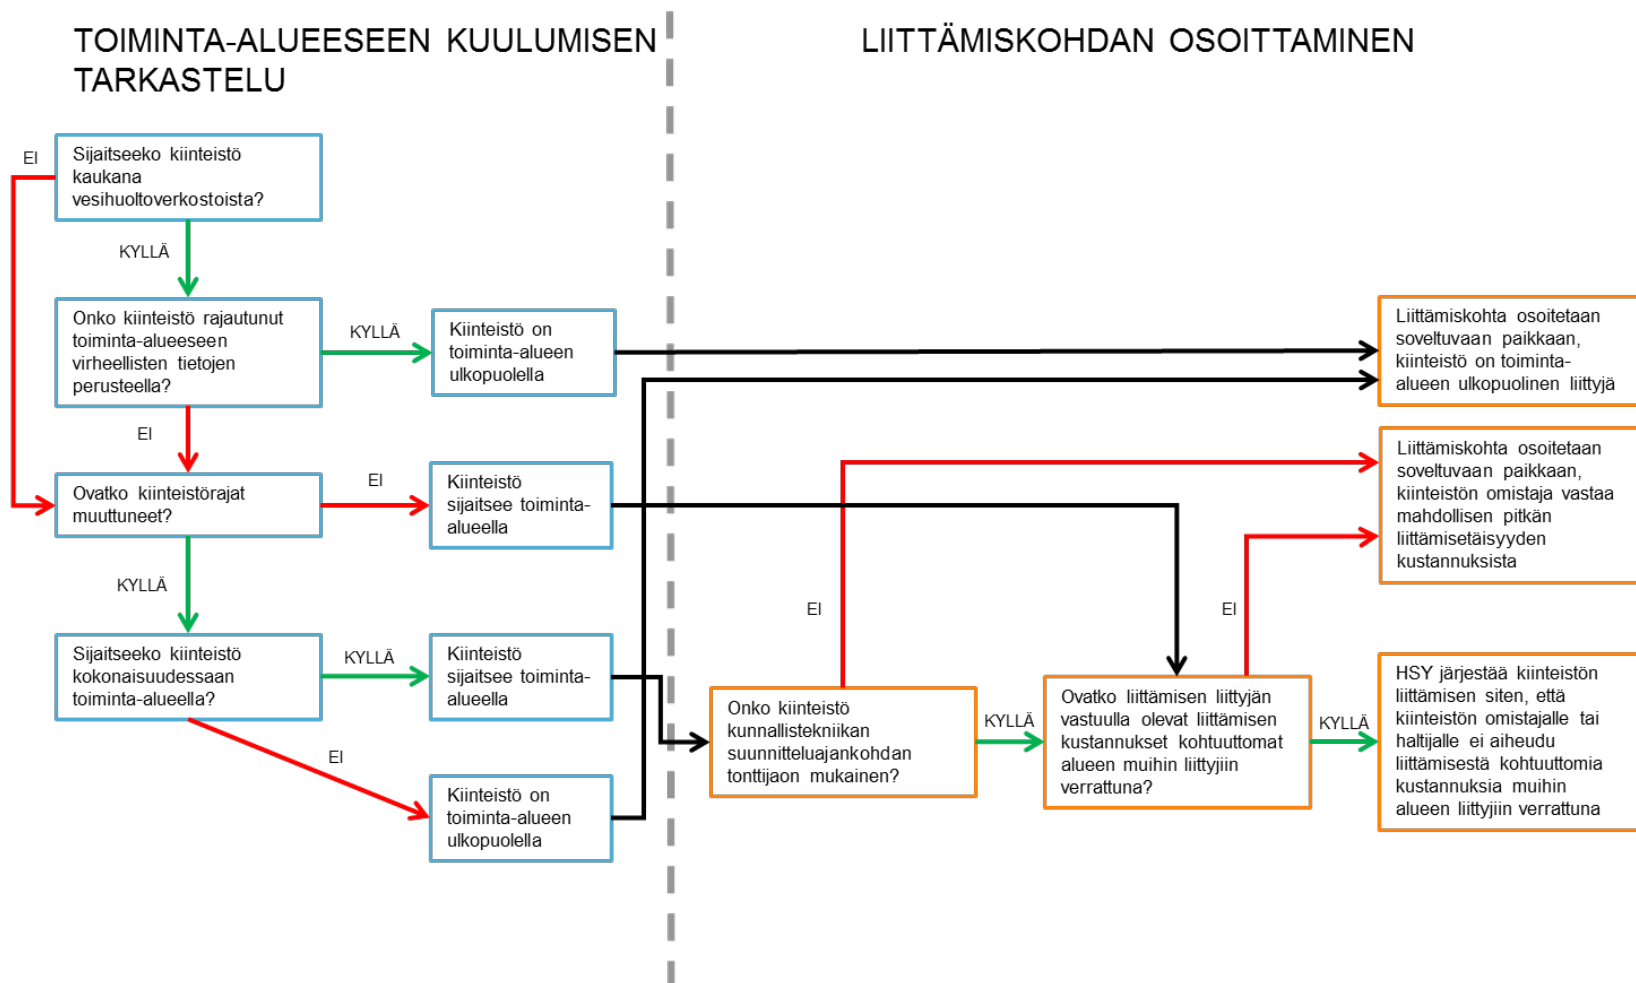 TOIMINTA-ALUEESEEN KUULUMISEN
TARKASTELU
LIITTÄMISKOHDAN OSOITTAMINEN
EI
Sijaitseeko kiinteistö
kaukana
vesihuoltoverkostoista?
KYLLÄ
Onko kiinteistö rajautunut
toiminta-alueeseen
virheellisten tietojen
perusteella?
KYLLÄ
Kiinteistö on
toiminta-alueen
ulkopuolella
Liittämiskohta osoitetaan
soveltuvaan paikkaan,
kiinteistö on toiminta-
alueen ulkopuolinen liittyjä
EI
Ovatko kiinteistörajat
muuttuneet?
EI
Kiinteistö
sijaitsee toiminta-
alueella
Liittämiskohta osoitetaan
soveltuvaan paikkaan,
kiinteistön omistaja vastaa
mahdollisen pitkän
liittämisetäisyyden
kustannuksista
KYLLÄ
EI
EI
Sijaitseeko kiinteistö
kokonaisuudessaan
toiminta-alueella?
KYLLÄ
Kiinteistö
sijaitsee toiminta-
alueella
Onko kiinteistö
kunnallistekniikan
suunnitteluajankohdan
tonttijaon mukainen?
KYLLÄ
Ovatko liittämisen liittyjän
vastuulla olevat liittämisen
kustannukset kohtuuttomat
alueen muihin liittyjiin
verrattuna?
KYLLÄ
HSY järjestää kiinteistön
liittämisen siten, että
kiinteistön omistajalle tai
haltijalle ei aiheudu
liittämisestä kohtuuttomia
kustannuksia muihin
alueen liittyjiin verrattuna
EI
Kiinteistö on
toiminta-alueen
ulkopuolella